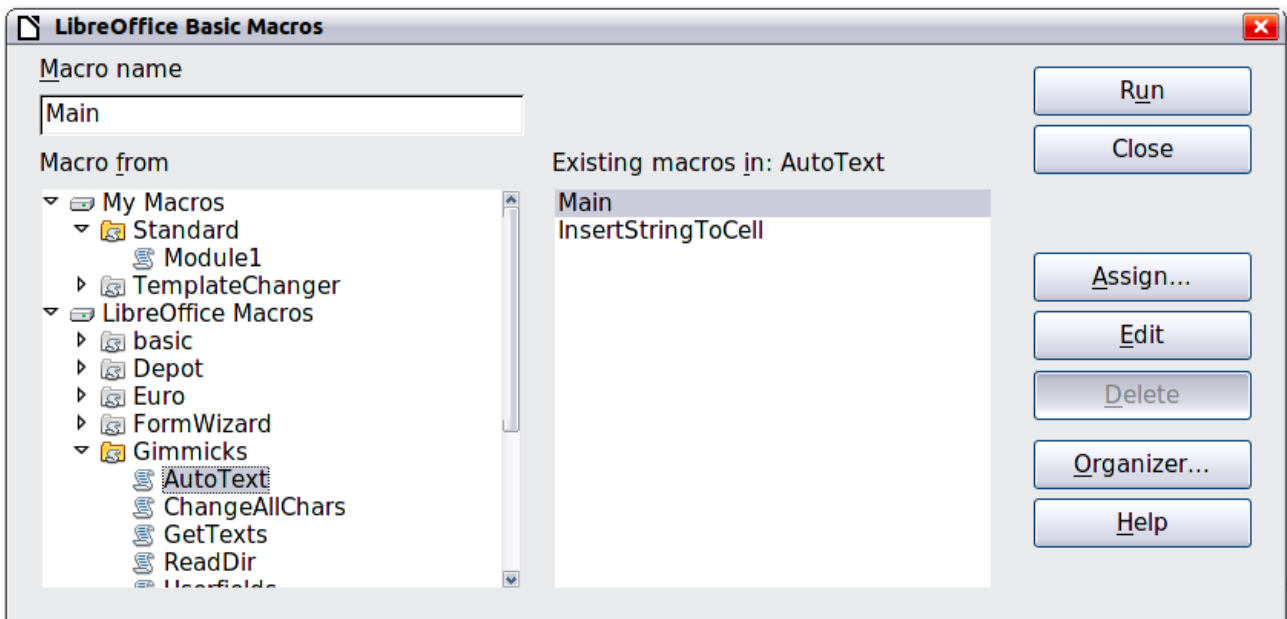 LibreOffice Basic Macros
Macro name
Main
Macro from
My Macros
Standard
Module1
TemplateChanger
LibreOffice Macros
basic
Depot
Euro
FormWizard
Gimmicks
AutoText
ChangeAllChars
GetTexts
ReadDir
Existing macros in: AutoText
Main
InsertStringToCell
Run
Close
Assign...
Edit
Delete
Organizer...
Help